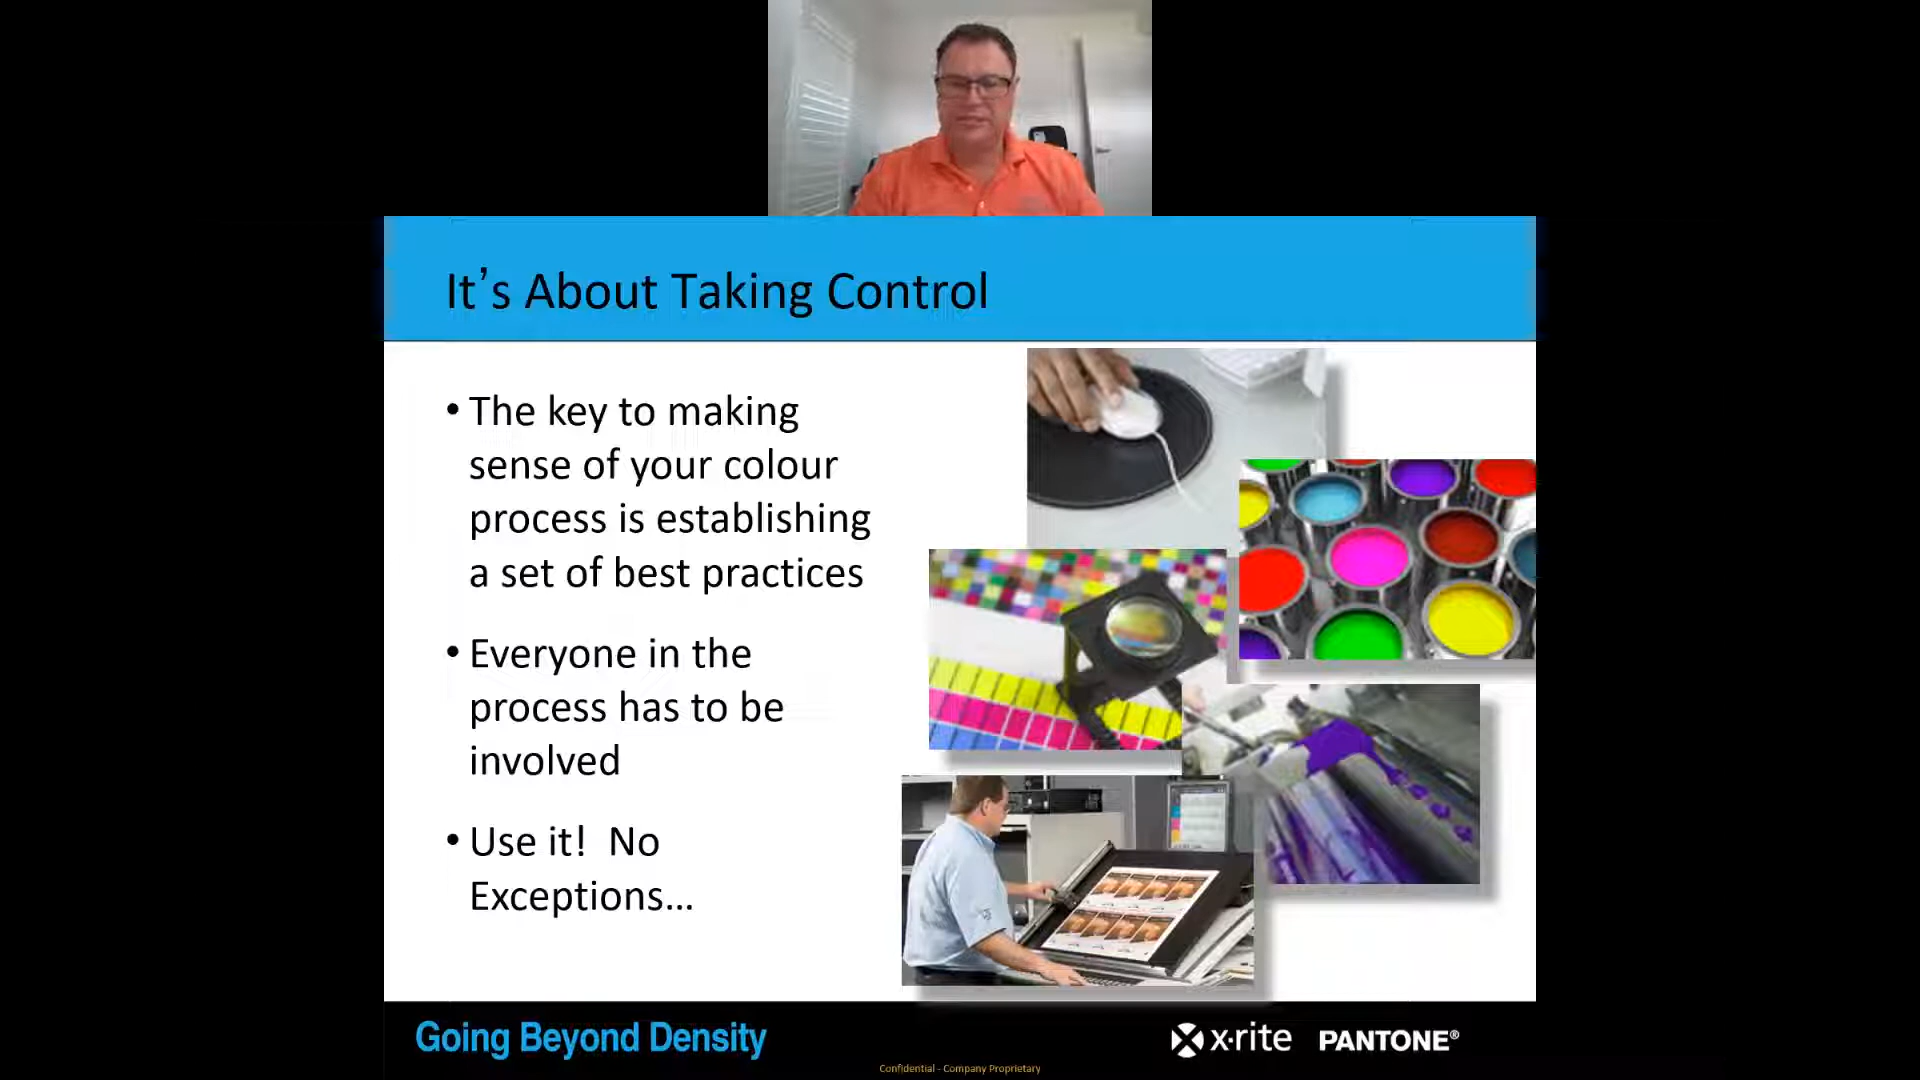 It’s About Taking Control
• The key to making
sense of your colour
process is establishing
a set of best practices
• Everyone in the
process has to be
involved
• Use it!  No
Exceptions...
Going Beyond Density
x·rite PANTONE®
Confidential - Company Proprietary